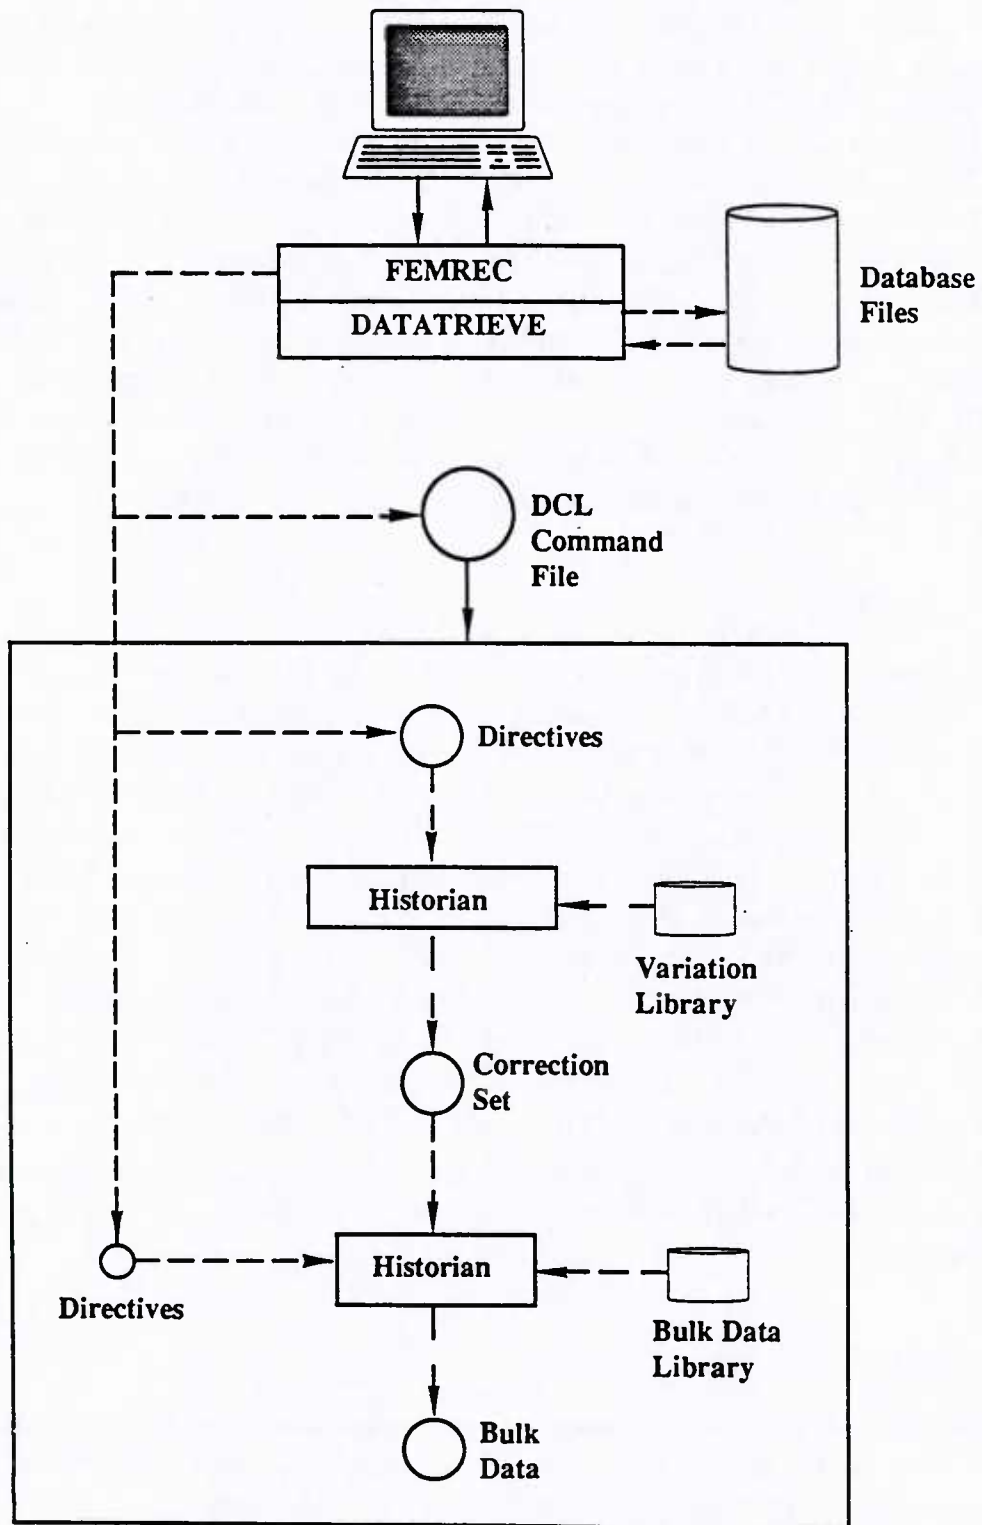 FEMREC
DATATRIEVE
Database
Files
DCL
Command
File
Directives
Historian
Variation
Library
Correction
Set
Historian
Directives
Bulk Data
Library
Bulk
Data